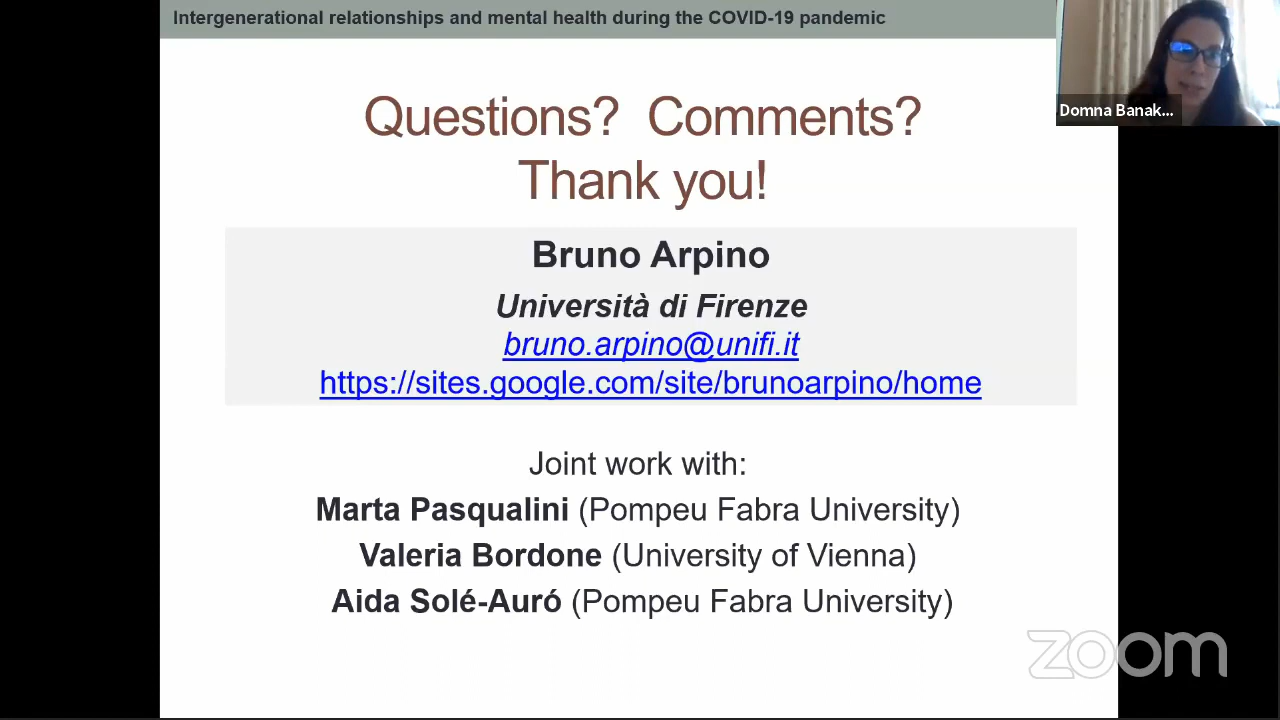 Intergenerational relationships and mental health during the COVID-19 pandemic
Domna Banak...
Questions? Comments?
Thank you!
Bruno Arpino
Università di Firenze
bruno.arpino@unifi.it
https://sites.google.com/site/brunoarpino/home
Joint work with:
Marta Pasqualini (Pompeu Fabra University)
Valeria Bordone (University of Vienna)
Aida Solé-Auró (Pompeu Fabra University)
zoom